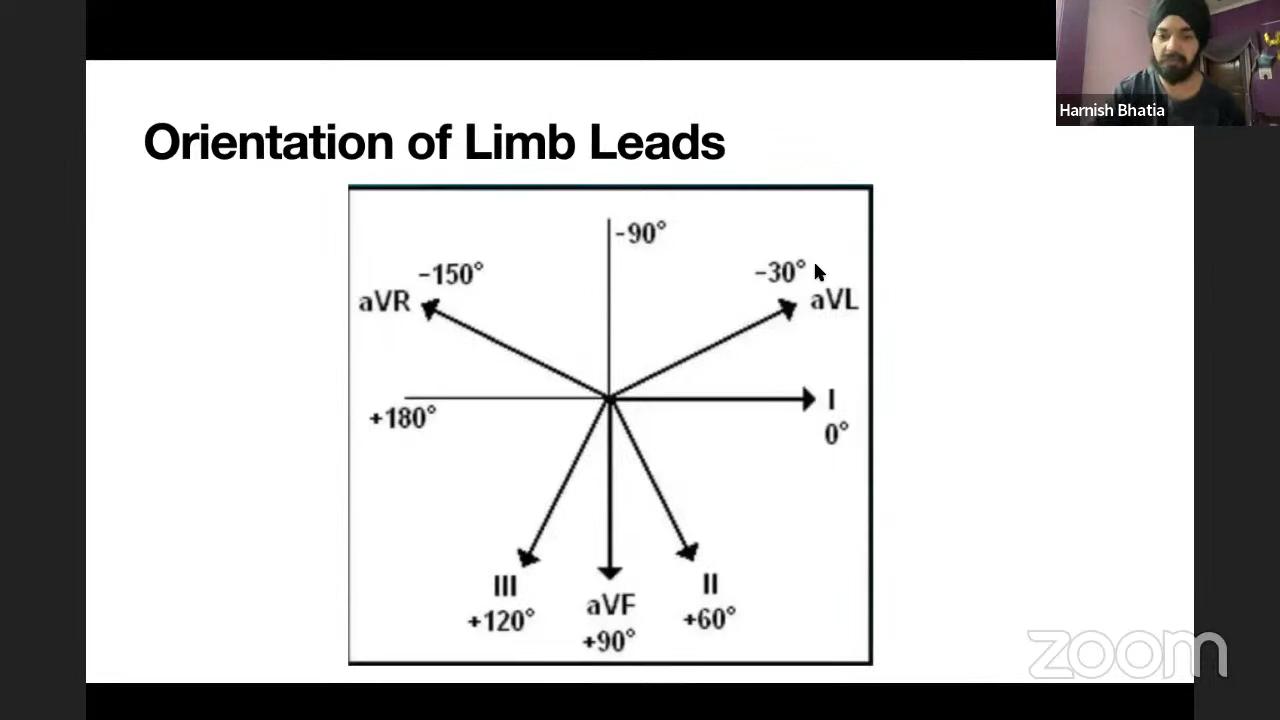 Harnish Bhatia
Orientation of Limb Leads
-90°
-150°
-30°
aVR
aVL
I
+180°
0°
III
II
aVF
+120°
+60°
+90°
zoom